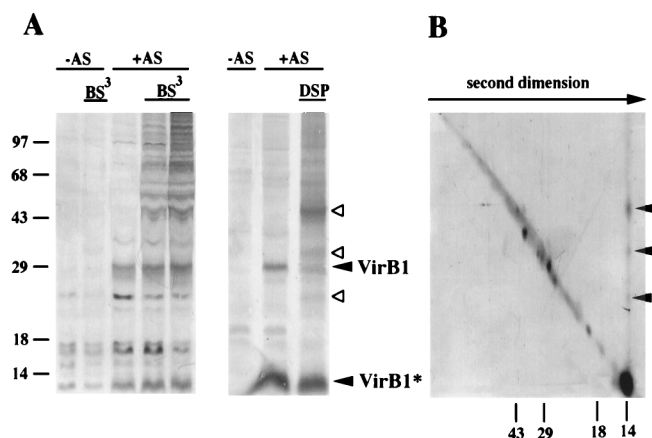 A
B
-AS
+AS
-AS
+AS
BS3
BS3
DSP
second dimension
97
68
43
29
18
14
VirB1
VirB1*
43
29
18
14